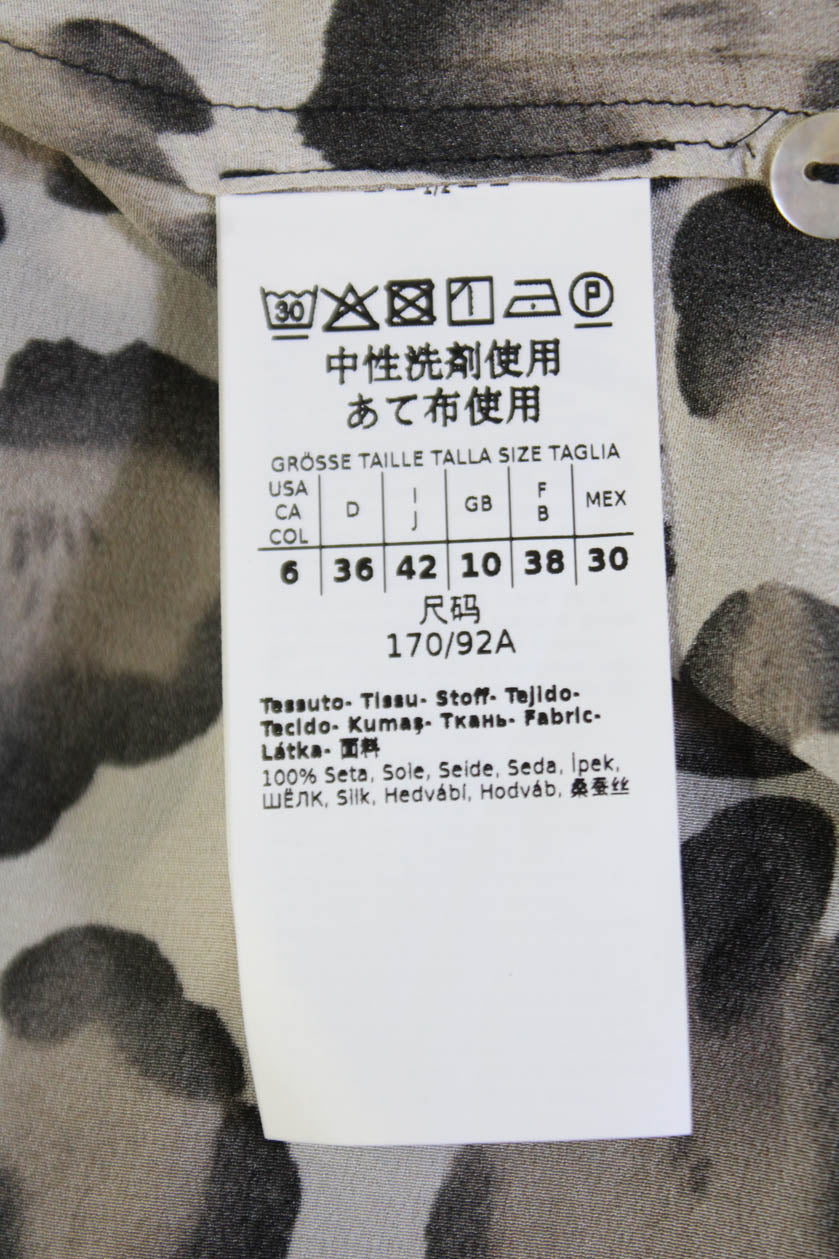 30 P
中性洗剤使用
あて布使用
GRÖSSE TAILLE TALLA SIZE TAGLIA
USA CA COL D I J GB F B MEX
6 36 42 10 38 30
尺码
170/92A
Tessuto- Tissu- Stoff- Tejido-
Tecido- Kumaş- Ткань- Fabric-
Látka- 面料
100% Seta, Soie, Seide, Seda, İpek,
ШЁЛК, Silk, Hedvábí, Hodváb, 桑蚕丝